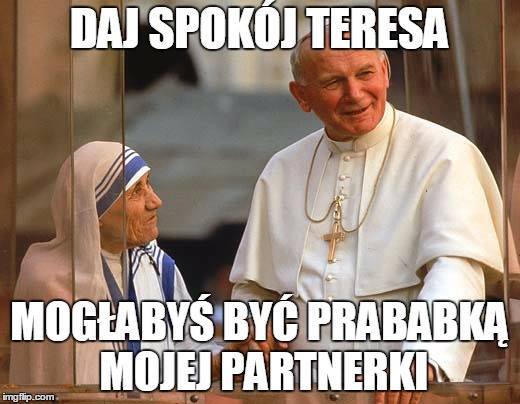 DAJ SPOKÓJ TERESA
MOGŁABYŚ BYĆ PRABABKĄ
MOJEJ PARTNERKI
imgflip.com